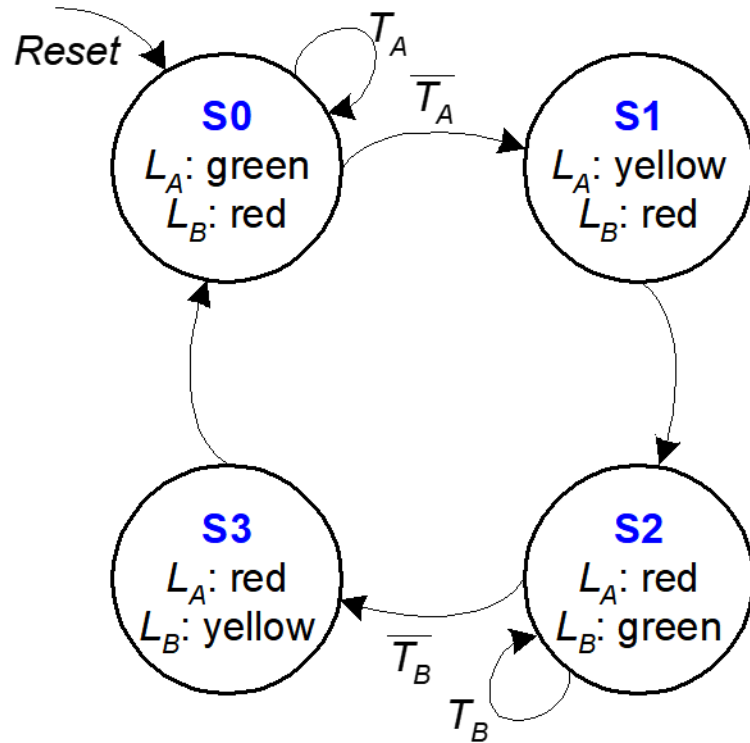 Reset
T_A
T̅_A̅
S0
L_A: green
L_B: red
S1
L_A: yellow
L_B: red
S3
L_A: red
L_B: yellow
S2
L_A: red
L_B: green
T̅_B̅
T_B